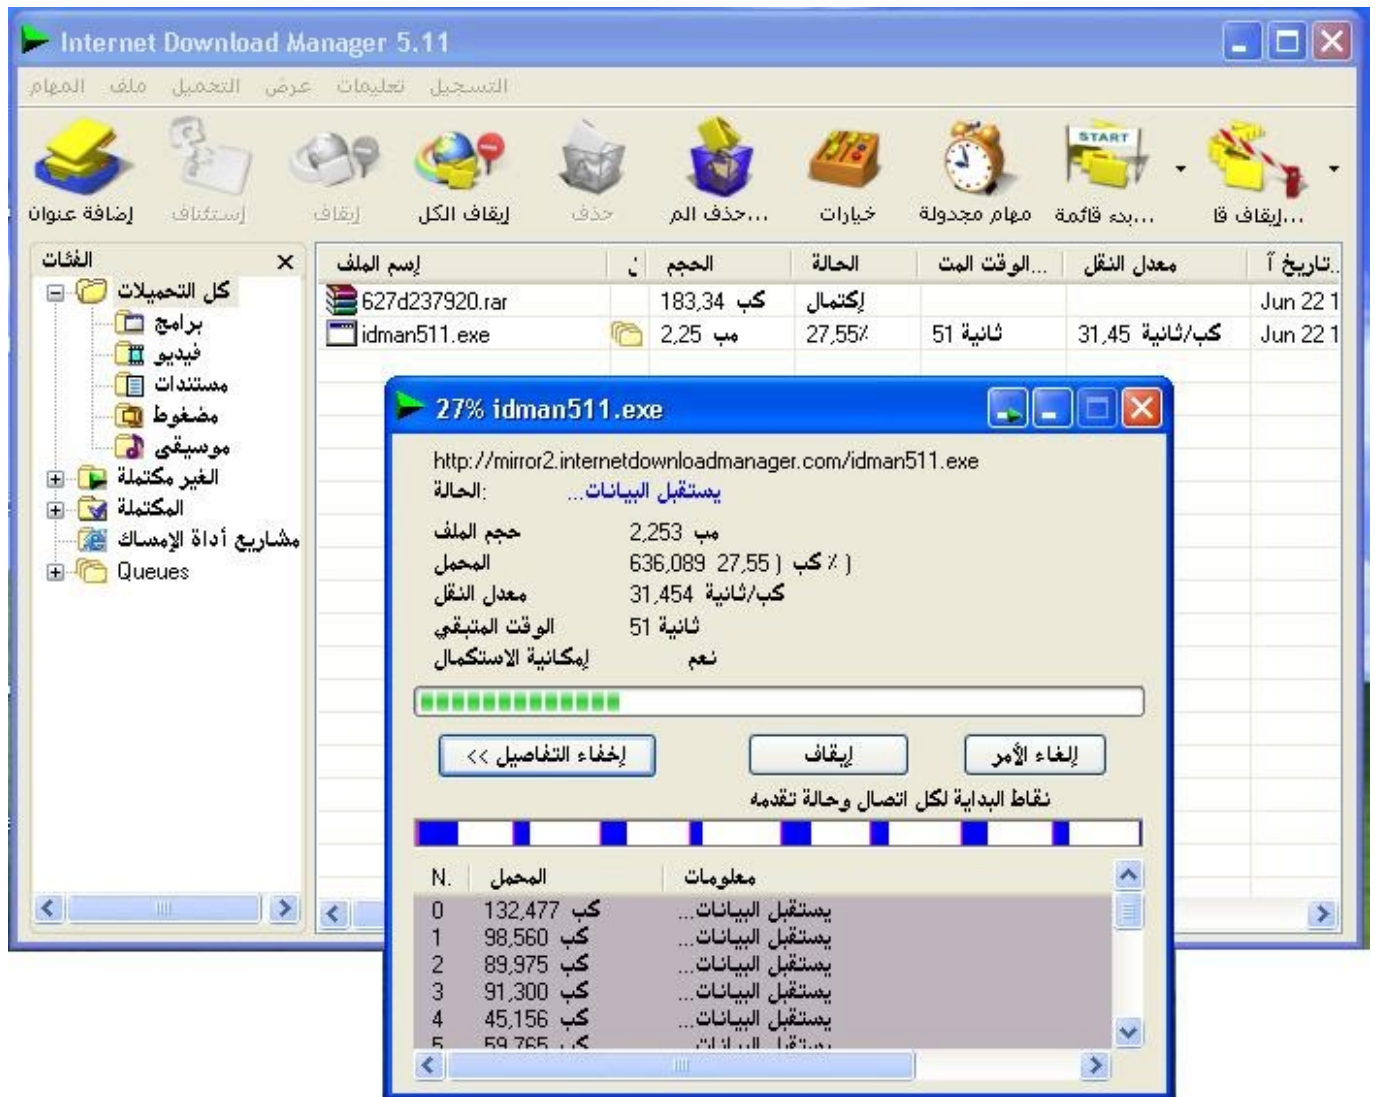 Internet Download Manager 5.11
المهام ملف التحميل عرض تعليمات التسجيل
إضافة عنوان إستئناف إيقاف إيقاف الكل حذف حذف الم... خيارات مهام مجدولة بدء قائمة... إيقاف قا...
START
الفئات
كل التحميلات
برامج
فيديو
مستندات
مضغوط
موسيقى
الغير مكتملة
المكتملة
مشاريع أداة الإمساك
Queues
إسم الملف الحجم الحالة الوقت المت... معدل النقل تاريخ آ..
627d237920.rar 183,34 كب إكتمال Jun 22 1
idman511.exe 2,25 مب 27,55٪ 51 ثانية 31,45 كب/ثانية Jun 22 1
27% idman511.exe
http://mirror2.internetdownloadmanager.com/idman511.exe
الحالة: يستقبل البيانات...
حجم الملف 2,253 مب
المحمل 636,089 كب ( 27,55 ٪ )
معدل النقل 31,454 كب/ثانية
الوقت المتبقي 51 ثانية
إمكانية الاستكمال نعم
إخفاء التفاصيل >> إيقاف إلغاء الأمر
نقاط البداية لكل اتصال وحالة تقدمه
N. المحمل معلومات
0 132,477 كب يستقبل البيانات...
1 98,560 كب يستقبل البيانات...
2 89,975 كب يستقبل البيانات...
3 91,300 كب يستقبل البيانات...
4 45,156 كب يستقبل البيانات...
5 59,765 كب يستقبل البيانات...